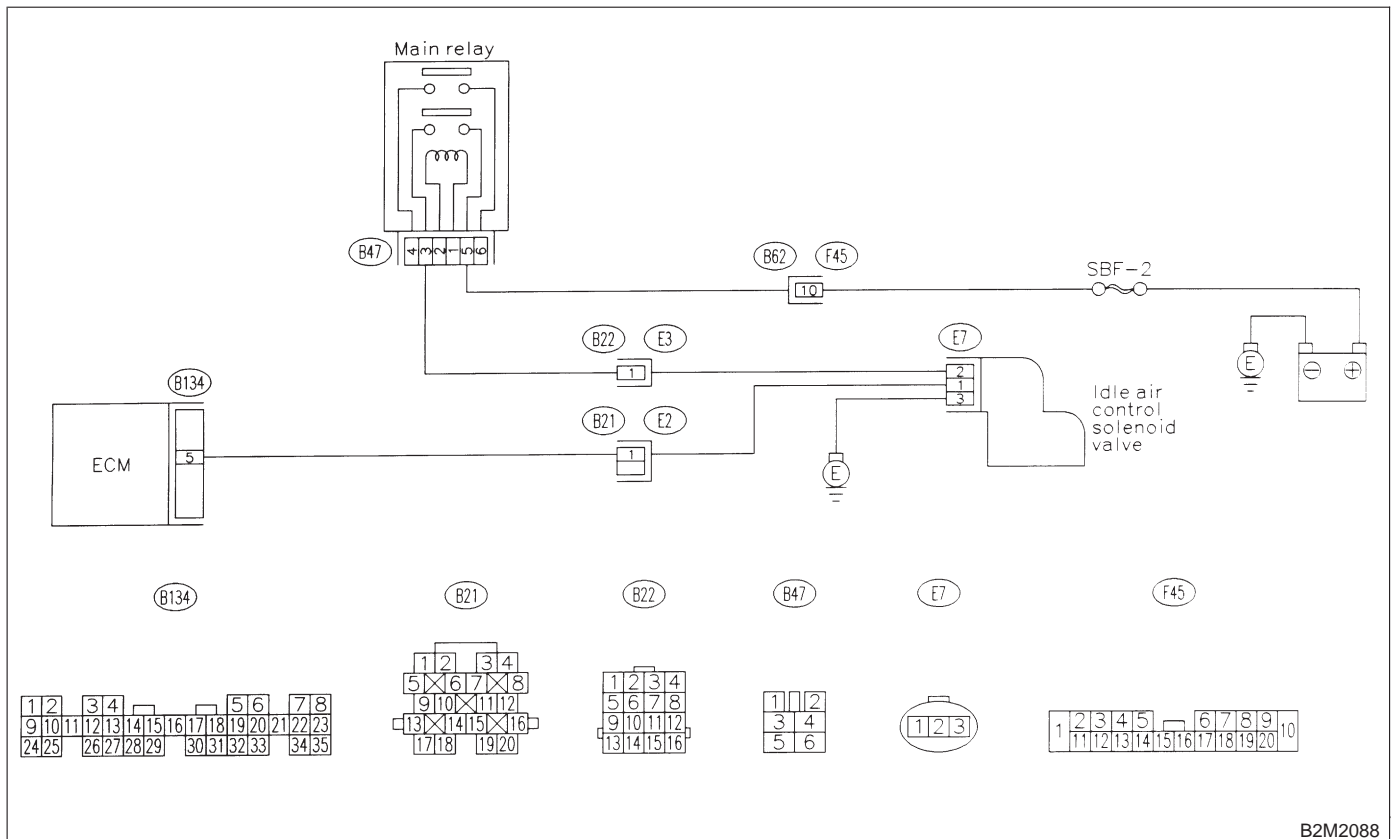 Main relay
B47
4 3 2 1 5 6
B62 F45
10
SBF-2
B22 E3
1
E7
2
1
3
E
Idle air
control
solenoid
valve
B134
ECM
5
B21 E2
1
E
B134 B21 B22 B47 E7 F45
1 2 3 4 5 6 7 8
9 10 11 12 13 14 15 16 17 18 19 20 21 22 23
24 25 26 27 28 29 30 31 32 33 34 35
1 2 3 4
5 6 7 8
9 10 11 12
13 14 15 16
17 18 19 20
1 2 3 4
5 6 7 8
9 10 11 12
13 14 15 16
1 2
3 4
5 6
1 2 3
1 2 3 4 5 6 7 8 9 10
11 12 13 14 15 16 17 18 19 20
B2M2088